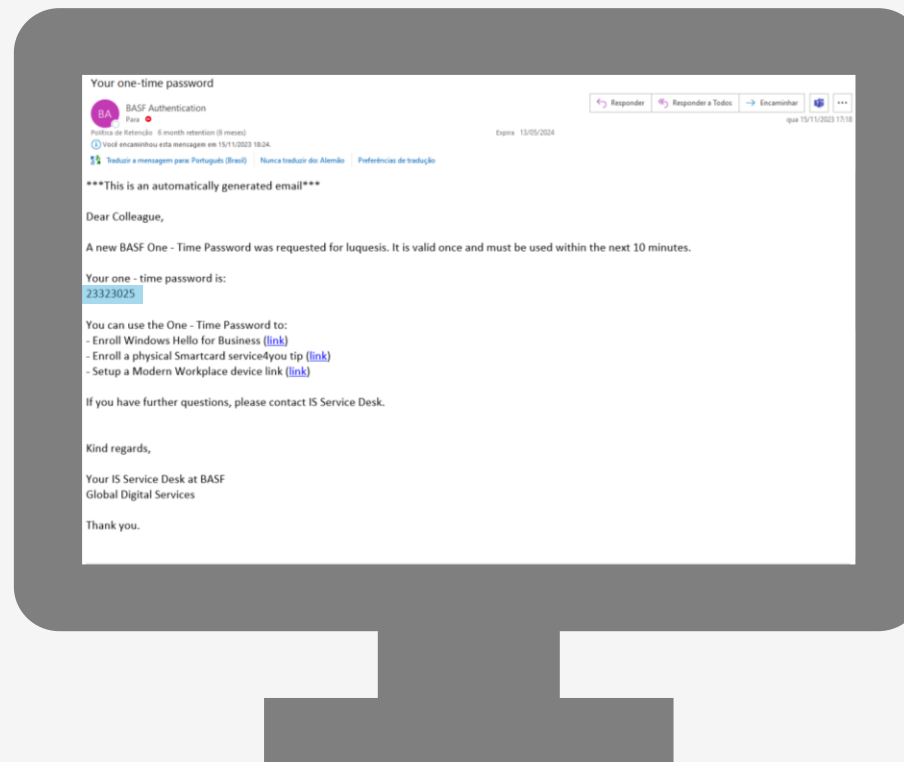 Your one-time password
BA
BASF Authentication
Para
Responder
Responder a Todos
Encaminhar
qua 15/11/2023 17:18
Política de Retenção 6 month retention (6 meses)
Expira 13/05/2024
Você encaminhou esta mensagem em 15/11/2023 18:24.
Traduzir a mensagem para: Português (Brasil)
Nunca traduzir do: Alemão
Preferências de tradução
***This is an automatically generated email***
Dear Colleague,
A new BASF One - Time Password was requested for luquesis. It is valid once and must be used within the next 10 minutes.
Your one - time password is:
23323025
You can use the One - Time Password to:
- Enroll Windows Hello for Business (link)
- Enroll a physical Smartcard service4you tip (link)
- Setup a Modern Workplace device link (link)
If you have further questions, please contact IS Service Desk.
Kind regards,
Your IS Service Desk at BASF
Global Digital Services
Thank you.